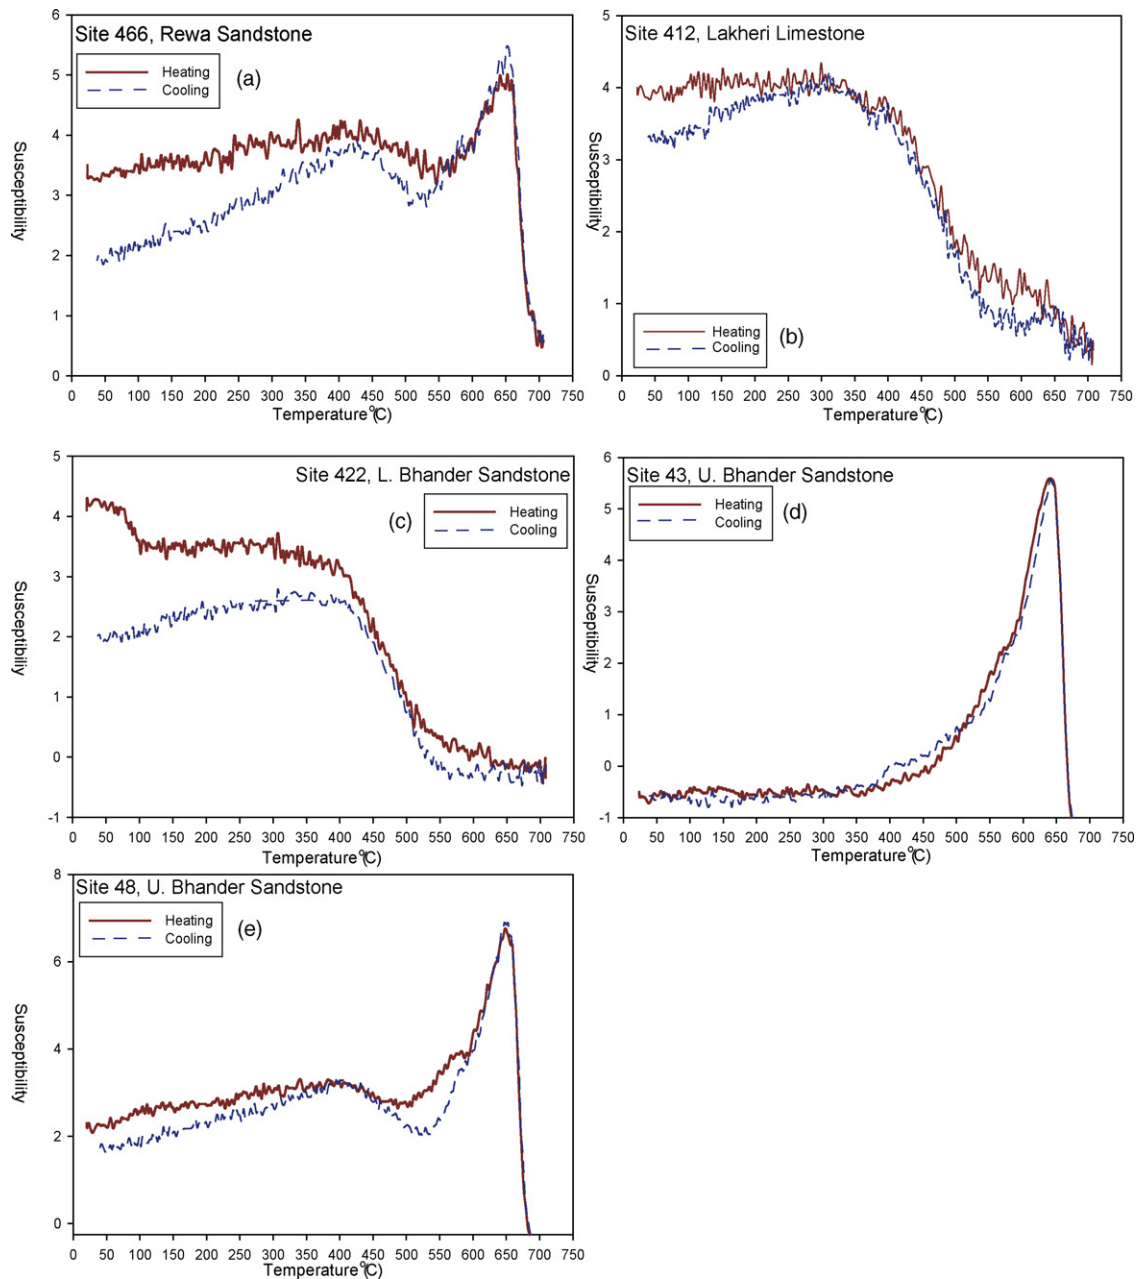 Site 466, Rewa Sandstone
Heating
Cooling
(a)
Susceptibility
6
5
4
3
2
1
0
0 50 100 150 200 250 300 350 400 450 500 550 600 650 700 750
Temperature °(C)
Site 412, Lakheri Limestone
Heating
Cooling
(b)
Susceptibility
5
4
3
2
1
0
0 50 100 150 200 250 300 350 400 450 500 550 600 650 700 750
Temperature °(C)
Site 422, L. Bhander Sandstone
Heating
Cooling
(c)
Susceptibility
5
4
3
2
1
0
-1
0 50 100 150 200 250 300 350 400 450 500 550 600 650 700 750
Temperature °(C)
Site 43, U. Bhander Sandstone
Heating
Cooling
(d)
Susceptibility
6
5
4
3
2
1
0
-1
0 50 100 150 200 250 300 350 400 450 500 550 600 650 700 750
Temperature °(C)
Site 48, U. Bhander Sandstone
Heating
Cooling
(e)
Susceptibility
8
6
4
2
0
0 50 100 150 200 250 300 350 400 450 500 550 600 650 700 750
Temperature °(C)